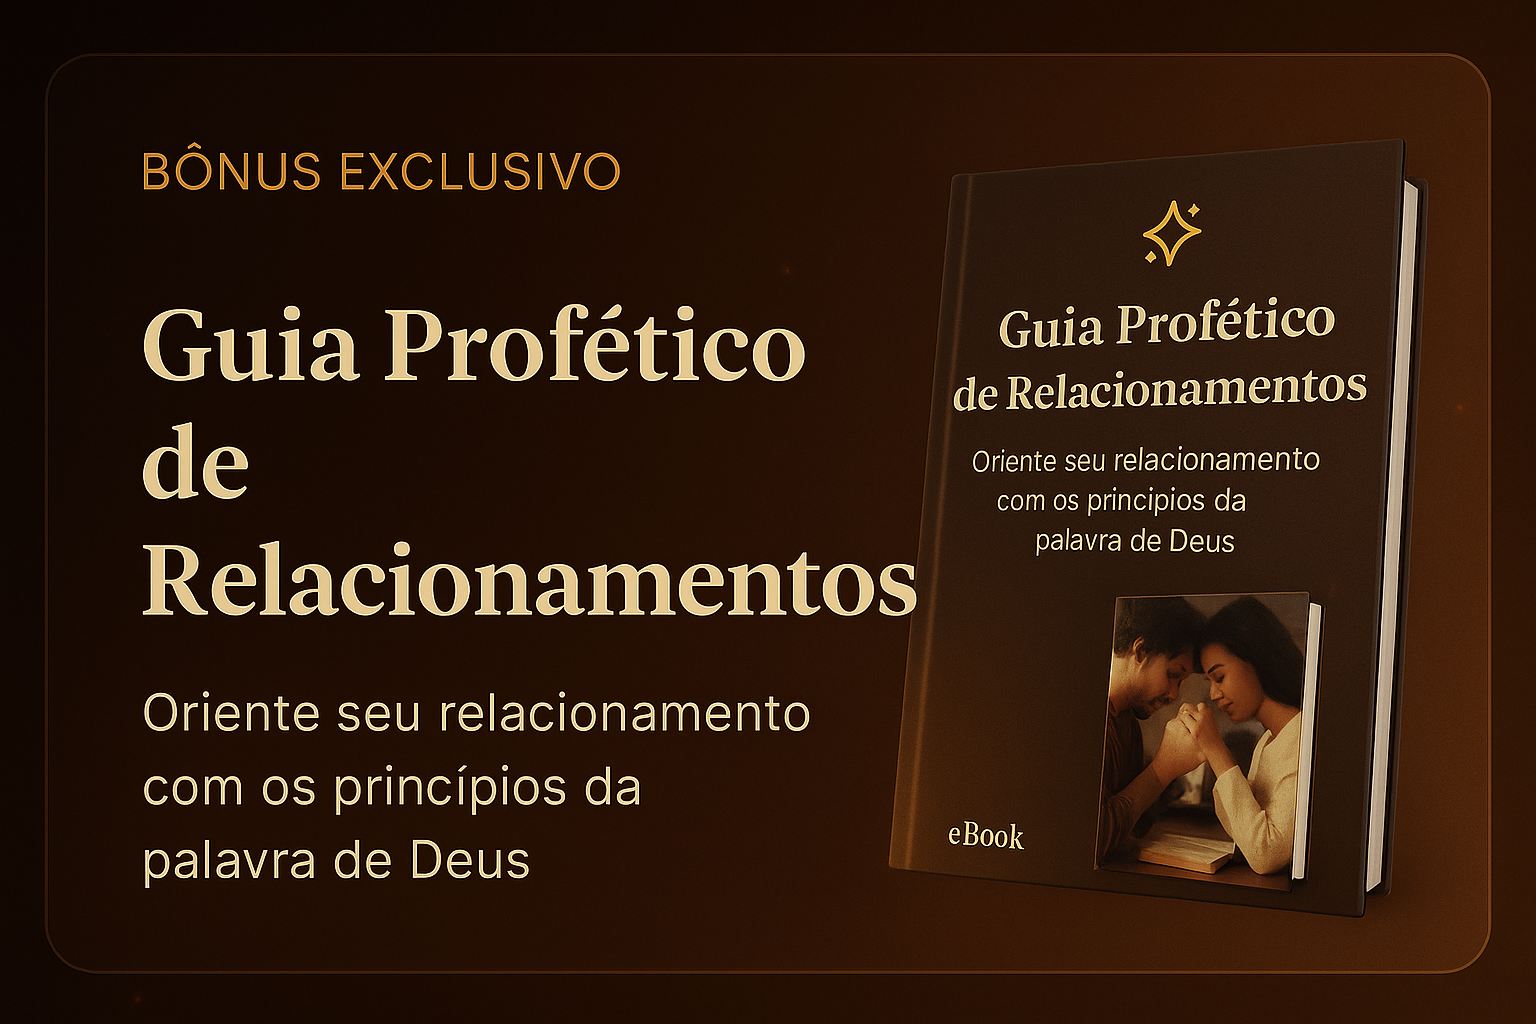 BÔNUS EXCLUSIVO
Guia Profético
de
Relacionamentos
Oriente seu relacionamento
com os princípios da
palavra de Deus
Guia Profético
de Relacionamentos
Oriente seu relacionamento
com os principios da
palavra de Deus
eBook